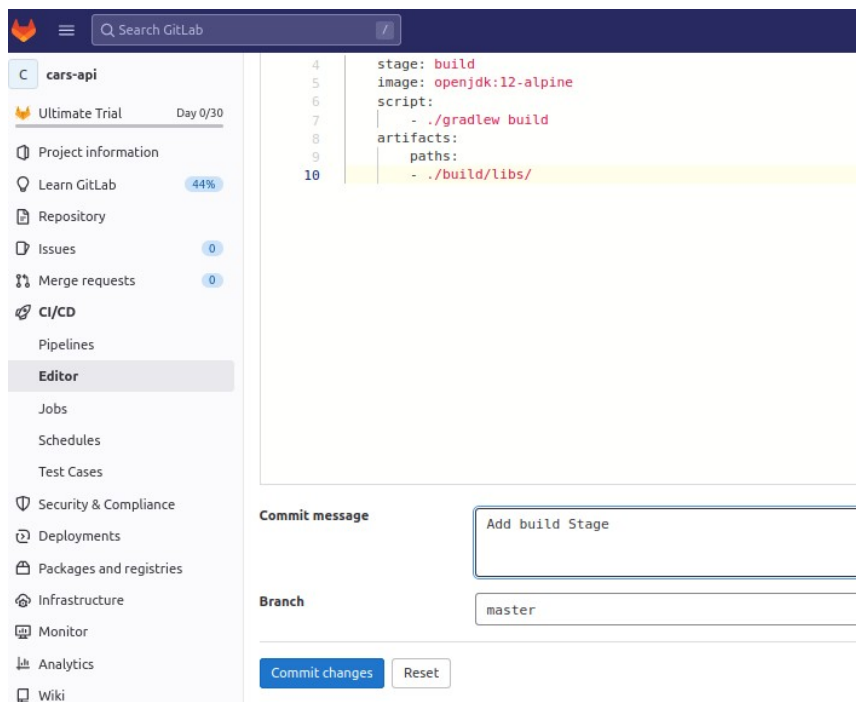 Search GitLab /
C cars-api
Ultimate Trial Day 0/30
Project information
Learn GitLab 44%
Repository
Issues 0
Merge requests 0
CI/CD
Pipelines
Editor
Jobs
Schedules
Test Cases
Security & Compliance
Deployments
Packages and registries
Infrastructure
Monitor
Analytics
Wiki
4 stage: build
5 image: openjdk:12-alpine
6 script:
7 - ./gradlew build
8 artifacts:
9 paths:
10 - ./build/libs/
Commit message
Add build Stage
Branch
master
Commit changes Reset